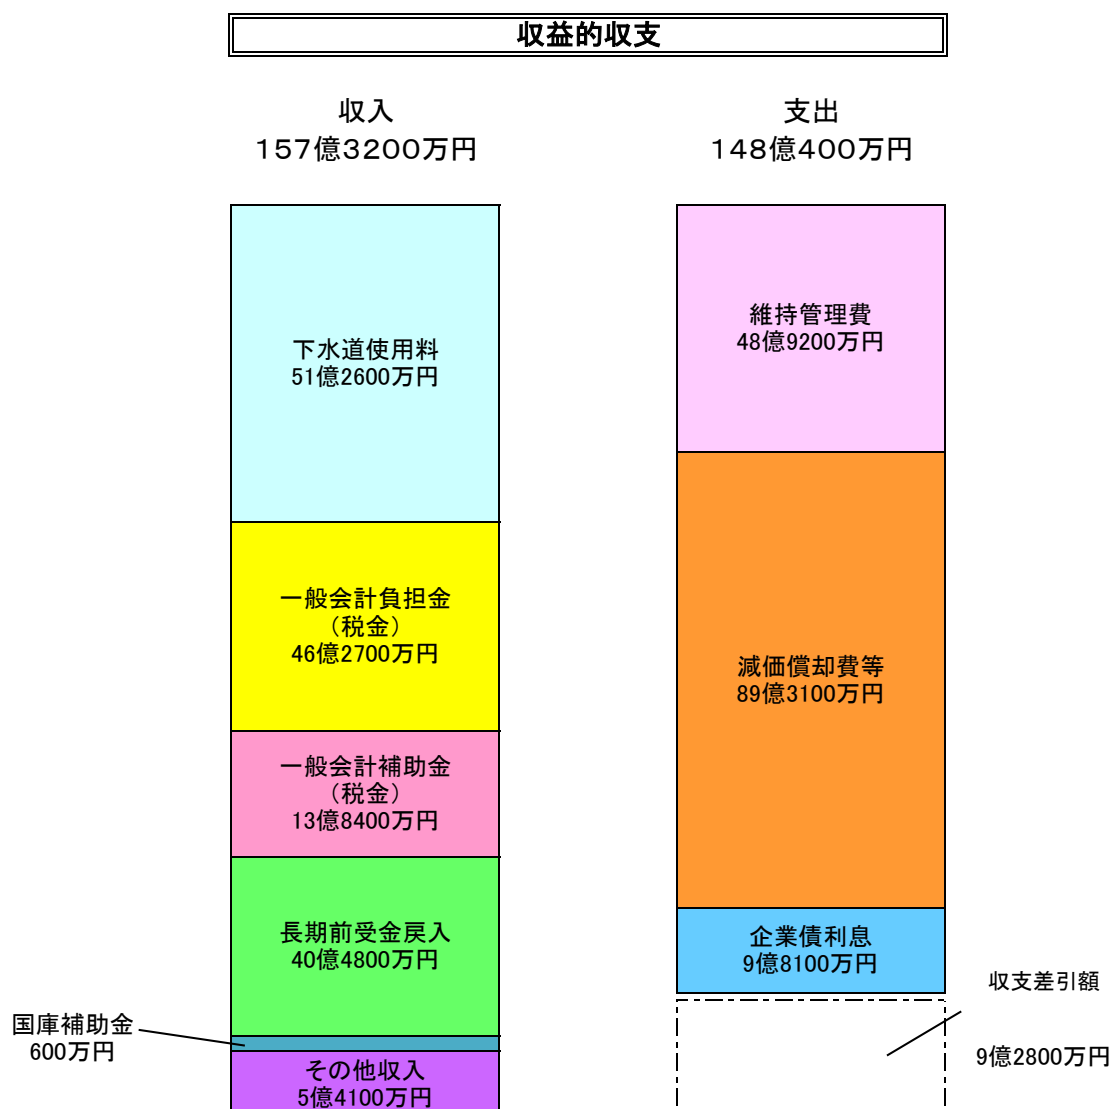 収益的収支
収入
157億3200万円
支出
148億400万円
下水道使用料
51億2600万円
一般会計負担金
（税金）
46億2700万円
一般会計補助金
（税金）
13億8400万円
長期前受金戻入
40億4800万円
国庫補助金
600万円
その他収入
5億4100万円
維持管理費
48億9200万円
減価償却費等
89億3100万円
企業債利息
9億8100万円
収支差引額
9億2800万円